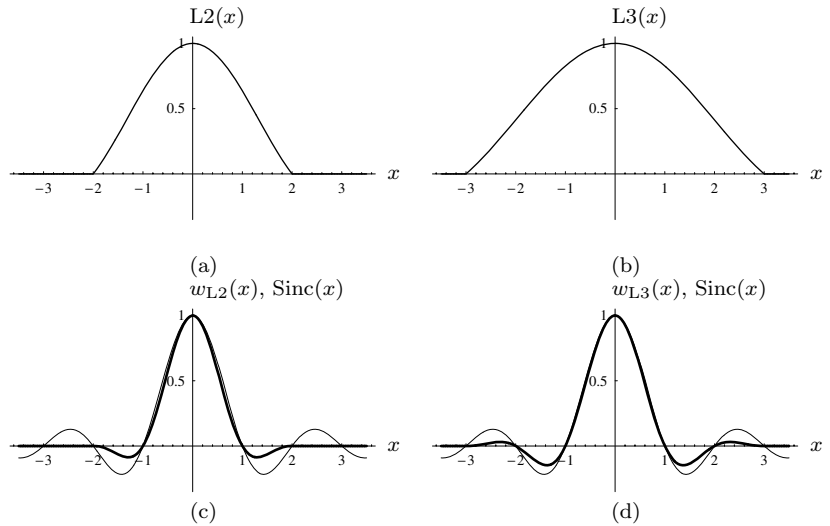 L2(x)
1
0.5
−3 −2 −1 1 2 3 x
(a)
L3(x)
1
0.5
−3 −2 −1 1 2 3 x
(b)
w_L2(x), Sinc(x)
1
0.5
−3 −2 −1 1 2 3 x
(c)
w_L3(x), Sinc(x)
1
0.5
−3 −2 −1 1 2 3 x
(d)